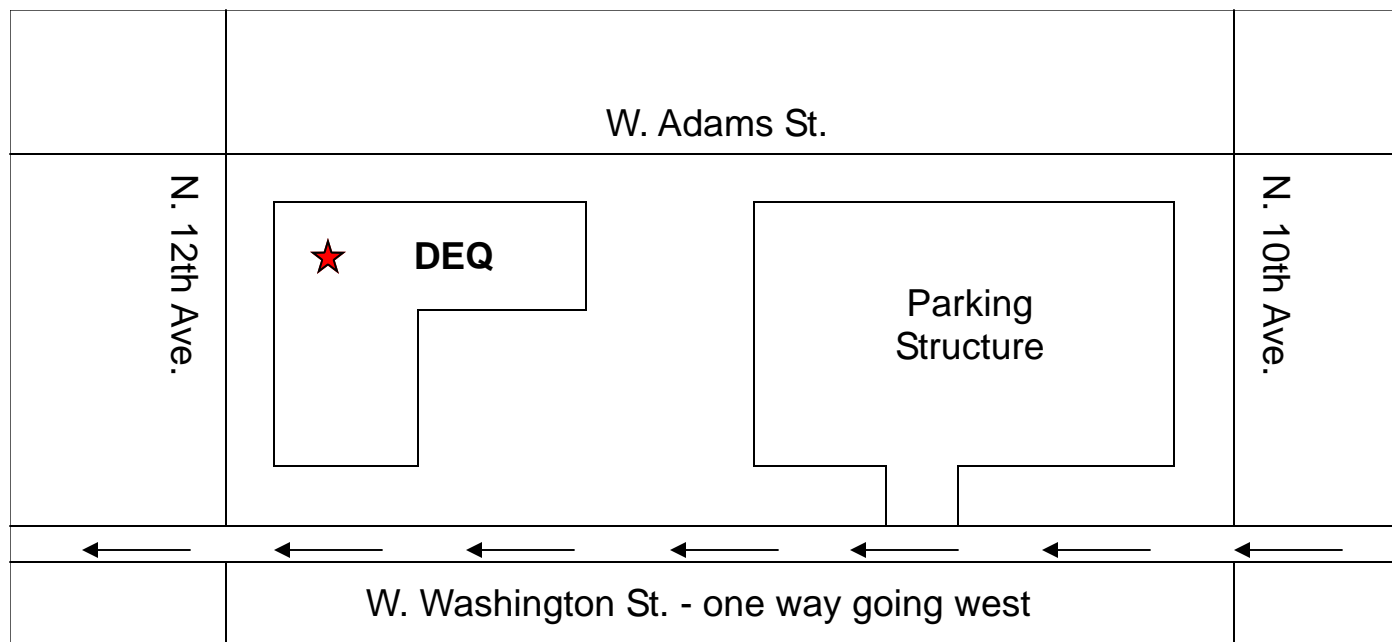 W. Adams St.
N. 12th Ave.
DEQ
Parking
Structure
N. 10th Ave.
W. Washington St. - one way going west